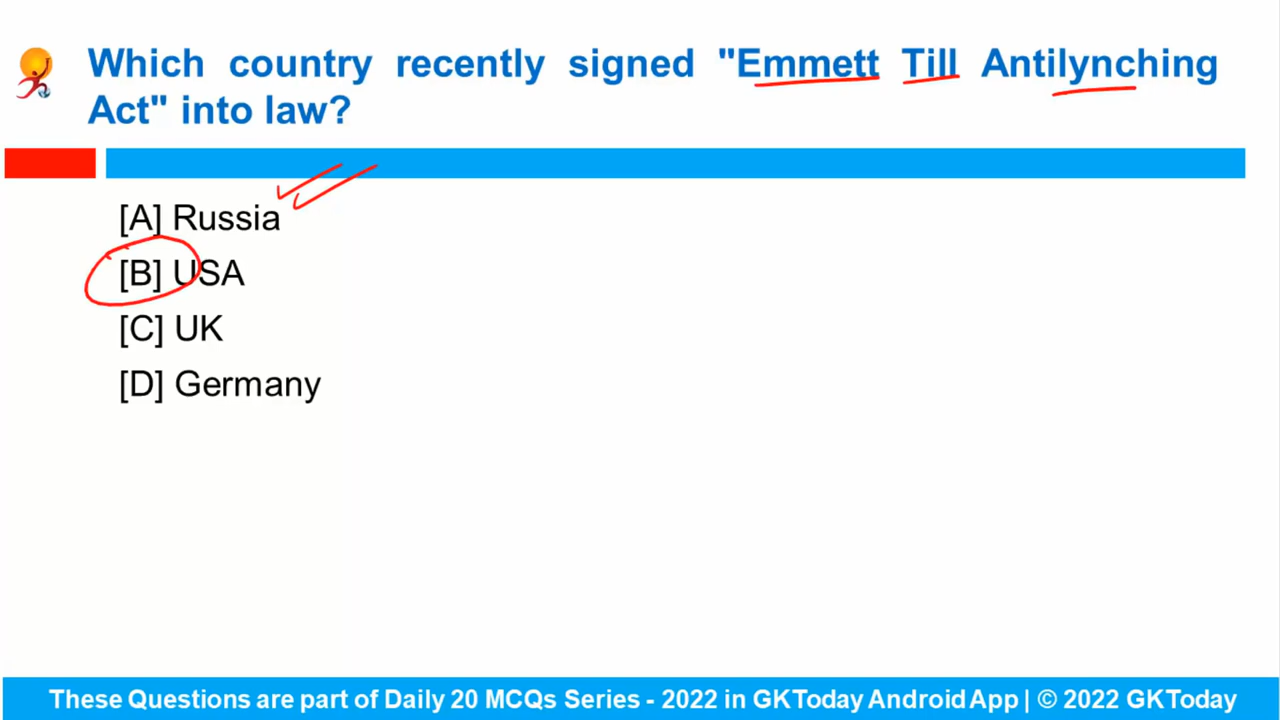 Which country recently signed "Emmett Till Antilynching
Act" into law?
[A] Russia
[B] USA
[C] UK
[D] Germany
These Questions are part of Daily 20 MCQs Series - 2022 in GKToday Android App | © 2022 GKToday